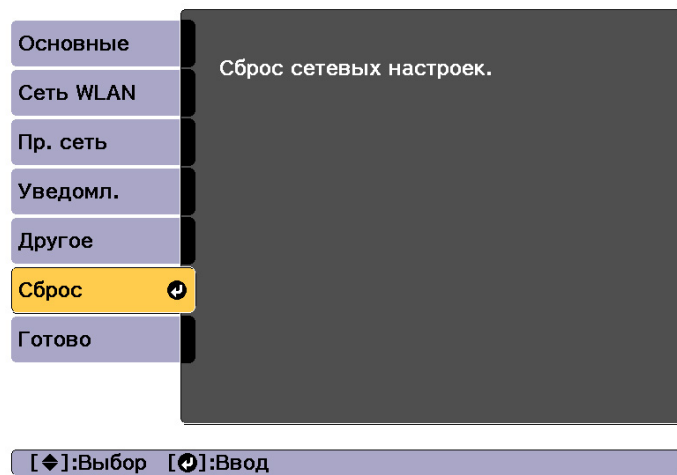 Основные
Сеть WLAN
Пр. сеть
Уведомл.
Другое
Сброс
Готово
Сброс сетевых настроек.
[◆]:Выбор [↵]:Ввод